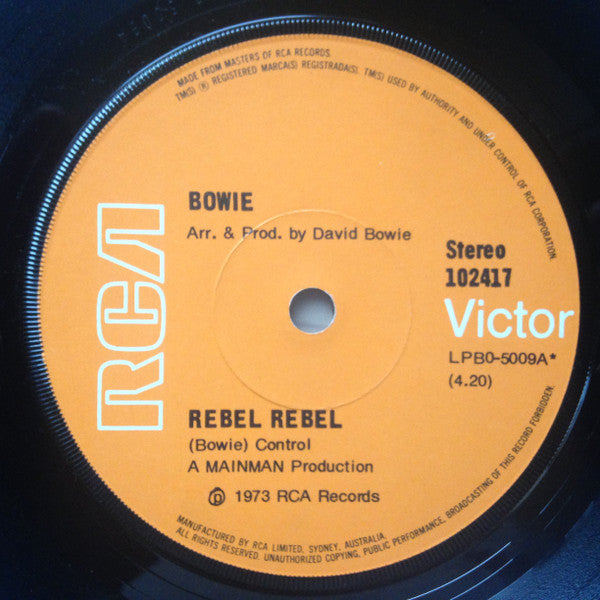 MADE FROM MASTERS OF RCA RECORDS.
TM(S) ® REGISTERED. MARCA(S) REGISTRADA(S). TM(S) USED BY AUTHORITY AND UNDER CONTROL OF RCA CORPORATION.
RCA
BOWIE
Arr. & Prod. by David Bowie
Stereo
102417
Victor
LPBO-5009A*
(4.20)
REBEL REBEL
(Bowie) Control
A MAINMAN Production
℗ 1973 RCA Records
MANUFACTURED BY RCA LIMITED, SYDNEY, AUSTRALIA.
ALL RIGHTS RESERVED. UNAUTHORIZED COPYING, PUBLIC PERFORMANCE, BROADCASTING OF THIS RECORD FORBIDDEN.